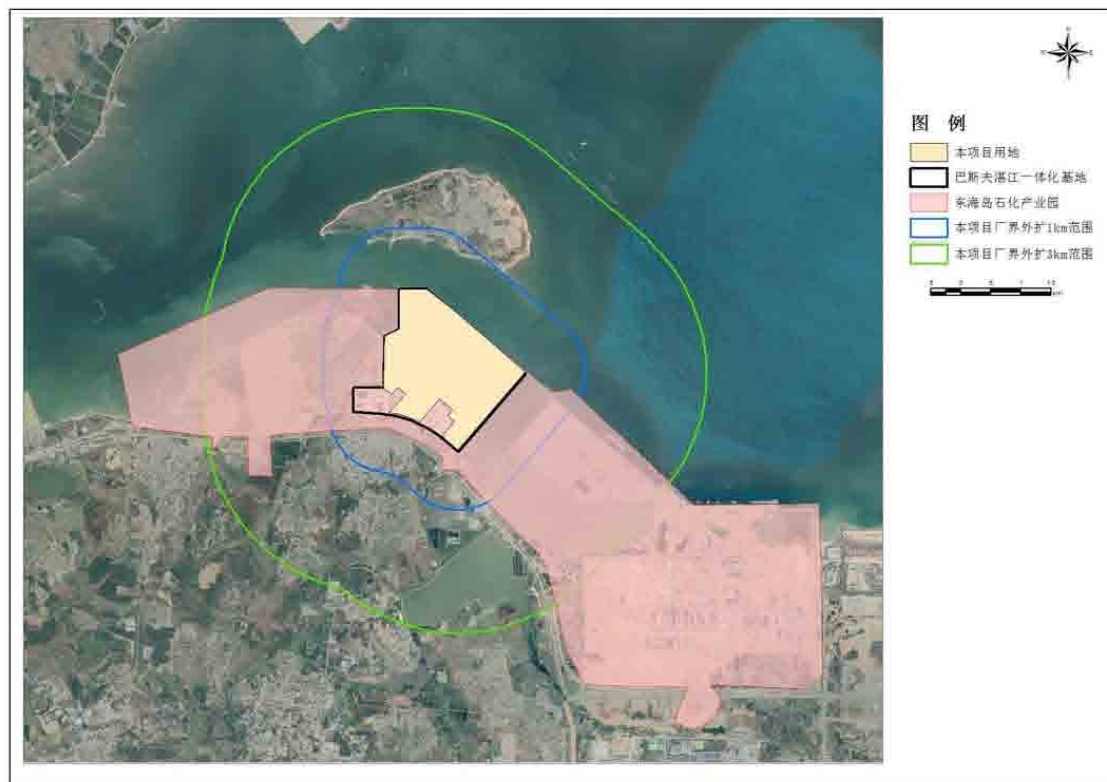 图 例
本项目用地
巴斯夫湛江一体化基地
东海岛石化产业园
本项目厂界外扩1km范围
本项目厂界外扩3km范围